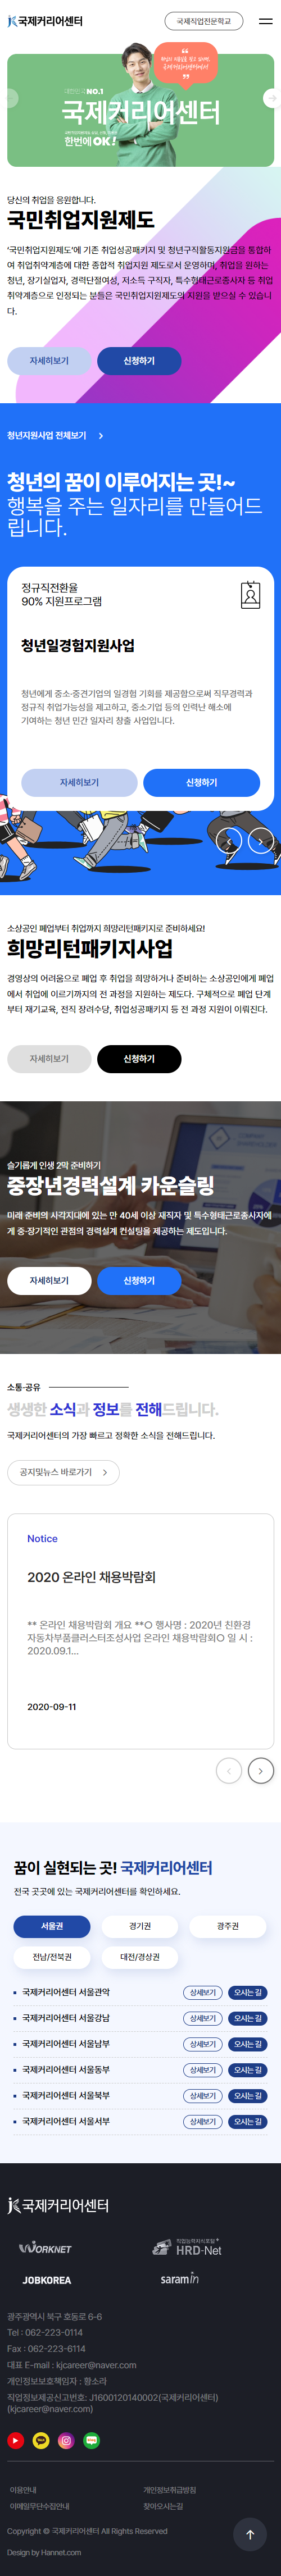 국제커리어센터
국제직업전문학교
대한민국 NO.1
국제커리어센터
한번에 OK!
당신의 취업을 응원합니다.
국민취업지원제도
'국민취업지원제도'에 기존 취업성공패키지 및 청년구직활동지원금을 통합하
여 취업취약계층에 대한 종합적 취업지원 제도로서 운영하며, 취업을 원하는
청년, 장기실업자, 경력단절여성, 저소득 구직자, 특수형태근로종사자 등 취업
취약계층으로 인정되는 분들은 국민취업지원제도의 지원을 받으실 수 있습니
다.
자세히보기
신청하기
청년지원사업 전체보기
청년의 꿈이 이루어지는 곳!~
행복을 주는 일자리를 만들어드
립니다.
정규직전환율
90% 지원프로그램
청년일경험지원사업
청년에게 중소·중견기업의 일경험 기회를 제공함으로써 직무경력과
정규직 취업가능성을 제고하고, 중소기업 등의 인력난 해소에
기여하는 청년 민간 일자리 창출 사업입니다.
자세히보기
신청하기
소상공인 폐업부터 취업까지 희망리턴패키지로 준비하세요!
희망리턴패키지사업
경영상의 어려움으로 폐업 후 취업을 희망하거나 준비하는 소상공인에게 폐업
에서 취업에 이르기까지의 전 과정을 지원하는 제도다. 구체적으로 폐업 단계
부터 재기교육, 전직 장려수당, 취업성공패키지 등 전 과정 지원이 이뤄진다.
자세히보기
신청하기
슬기롭게 인생 2막 준비하기
중장년경력설계 카운슬링
미래 준비의 사각지대에 있는 만 40세 이상 재직자 및 특수형태근로종사자에
게 중·장기적인 관점의 경력설계 컨설팅을 제공하는 제도입니다.
자세히보기
신청하기
소통·공유
생생한 소식과 정보를 전해드립니다.
국제커리어센터의 가장 빠르고 정확한 소식을 전해드립니다.
공지및뉴스 바로가기
Notice
2020 온라인 채용박람회
** 온라인 채용박람회 개요 **○ 행사명 : 2020년 친환경
자동차부품클러스터조성사업 온라인 채용박람회○ 일 시 :
2020.09.1...
2020-09-11
꿈이 실현되는 곳! 국제커리어센터
전국 곳곳에 있는 국제커리어센터를 확인하세요.
서울권
경기권
광주권
전남/전북권
대전/경상권
국제커리어센터 서울관악 상세보기 오시는 길
국제커리어센터 서울강남 상세보기 오시는 길
국제커리어센터 서울남부 상세보기 오시는 길
국제커리어센터 서울동부 상세보기 오시는 길
국제커리어센터 서울북부 상세보기 오시는 길
국제커리어센터 서울서부 상세보기 오시는 길
국제커리어센터
WORKNET
직업능력지식포털
HRD-Net
JOBKOREA
saramin
광주광역시 북구 호동로 6-6
Tel : 062-223-0114
Fax : 062-223-6114
대표 E-mail : kjcareer@naver.com
개인정보보호책임자 : 황소라
직업정보제공신고번호: J1600120140002(국제커리어센터)
(kjcareer@naver.com)
이용안내
개인정보취급방침
이메일무단수집안내
찾아오시는길
Copyright © 국제커리어센터 All Rights Reserved
Design by Hannet.com